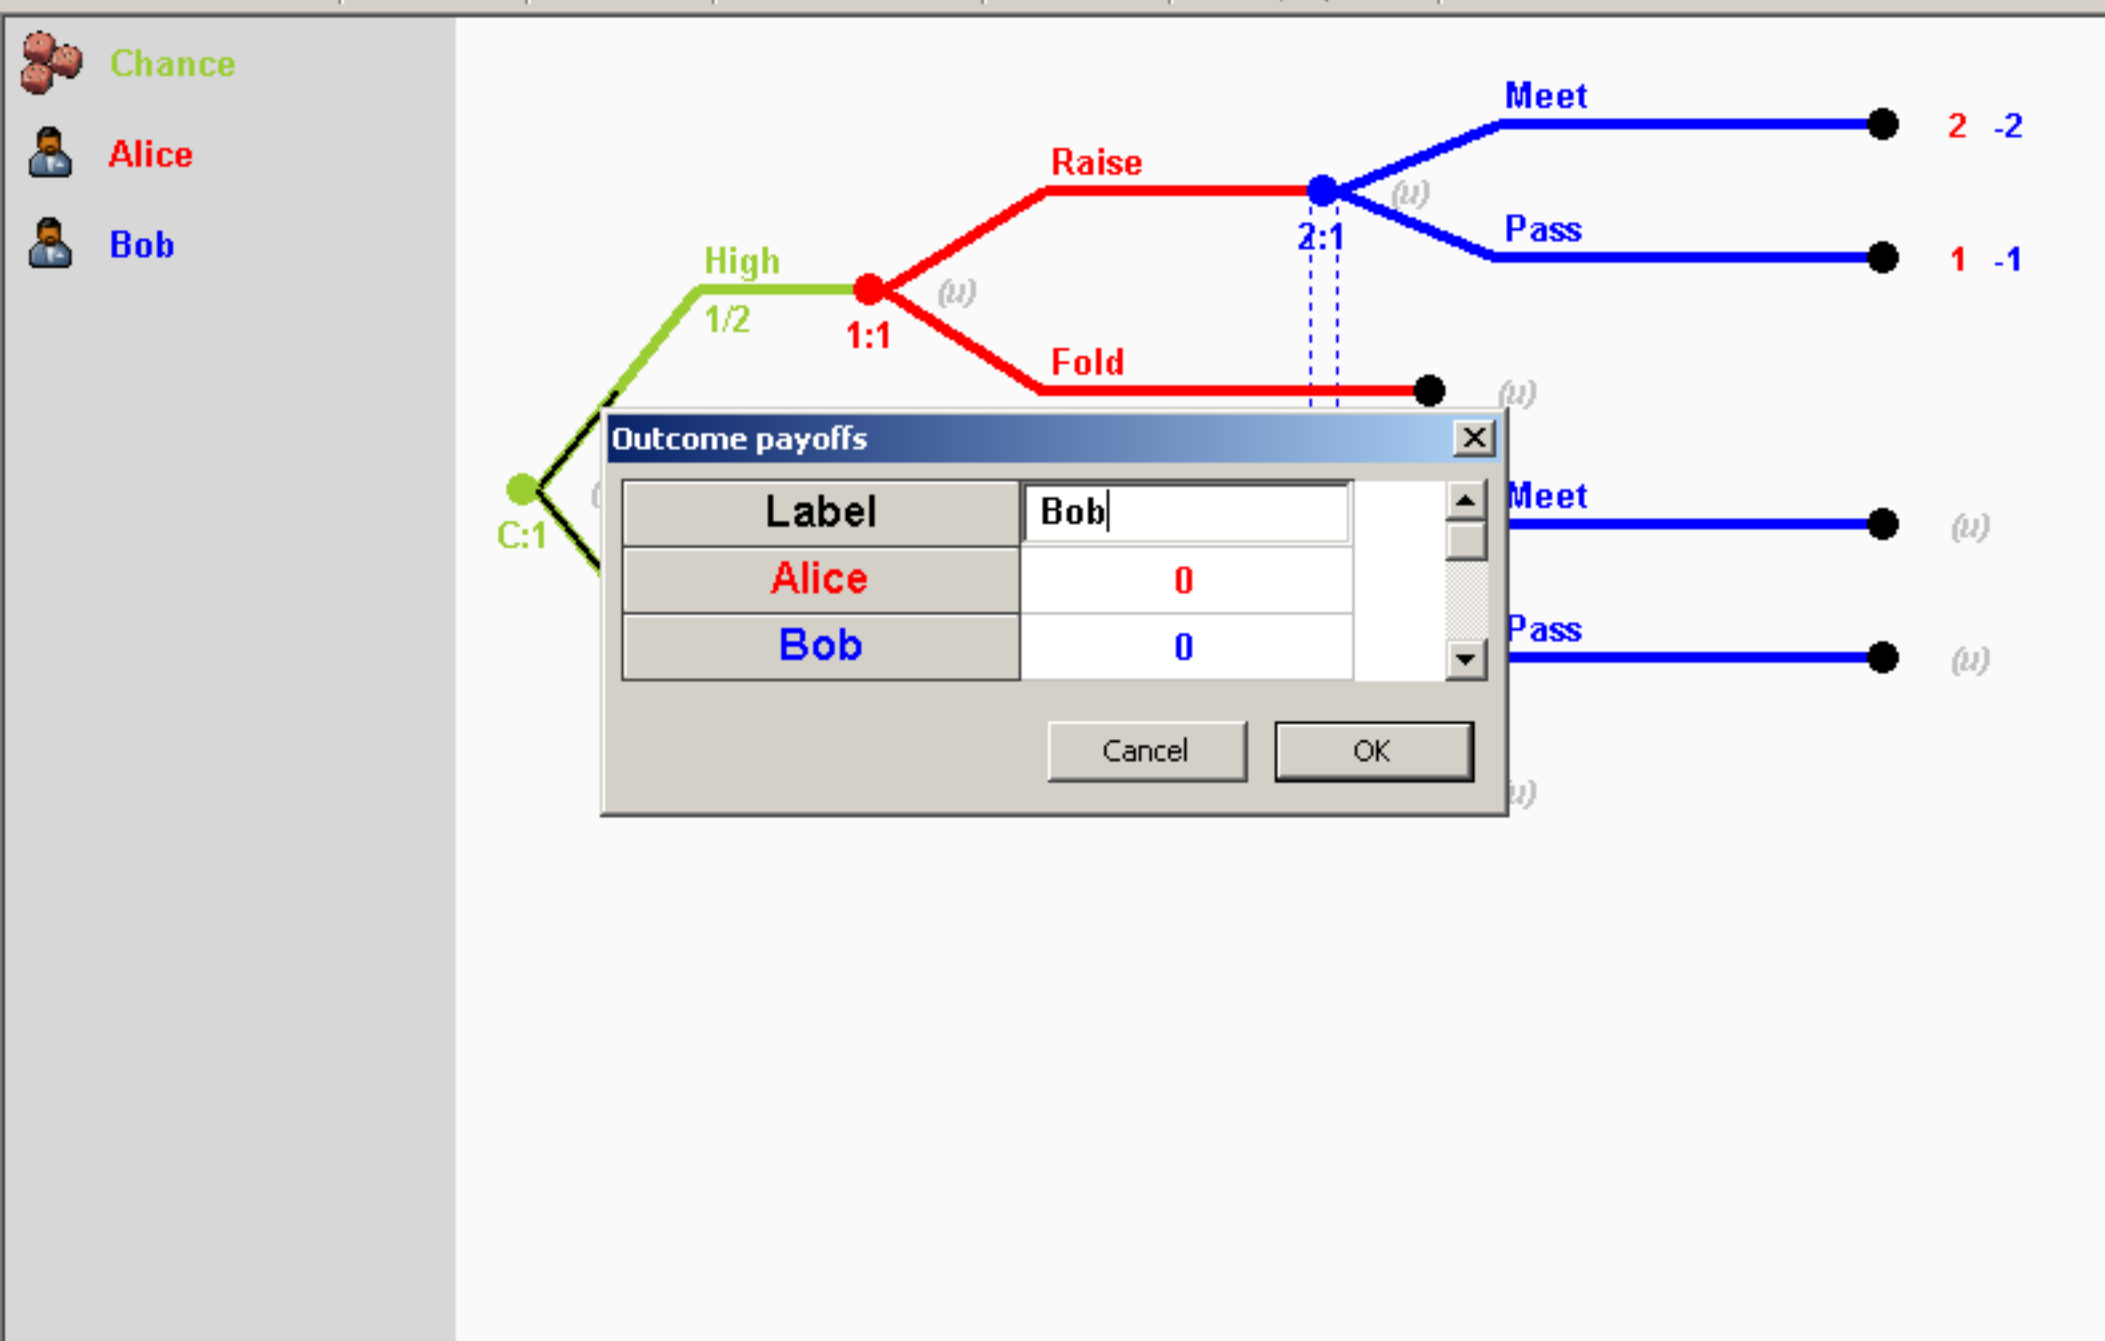 Chance
Alice
Bob
Meet
2 -2
Raise
(u)
2:1
Pass
1 -1
High
1/2
(u)
1:1
Fold
(u)
Outcome payoffs
Label Bob
Alice 0
Bob 0
Cancel OK
C:1
Meet
(u)
Pass
(u)
u)